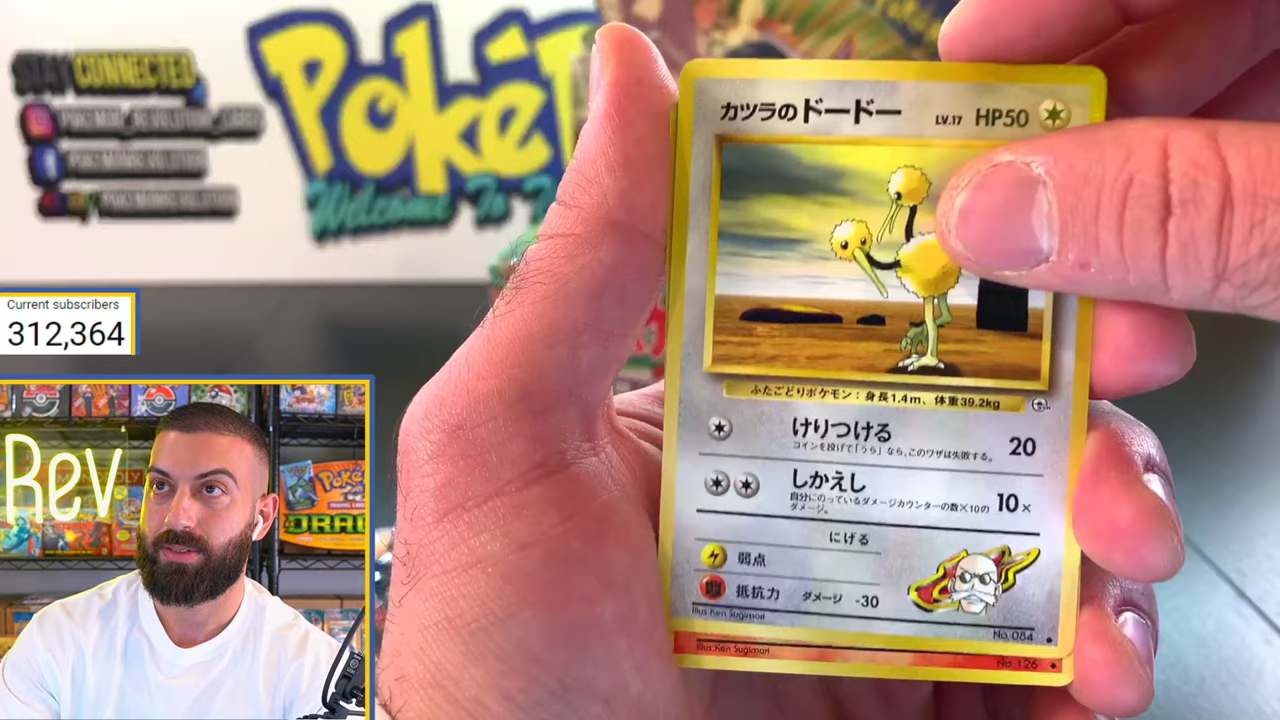 STAY CONNECTED
Poké
Welcome To
Current subscribers
312,364
Rev
カツラのドードー LV.17 HP50
ふたごどりポケモン：身長1.4m、体重39.2kg
けりつける 20
コインを投げて「うら」なら、このワザは失敗する。
しかえし 10×
自分にのっているダメージカウンターの数×10の
ダメージ。
にげる
弱点
抵抗力 ダメージ -30
Illus.Ken Sugimori
No.084
Illus.Ken Sugimori
No.126